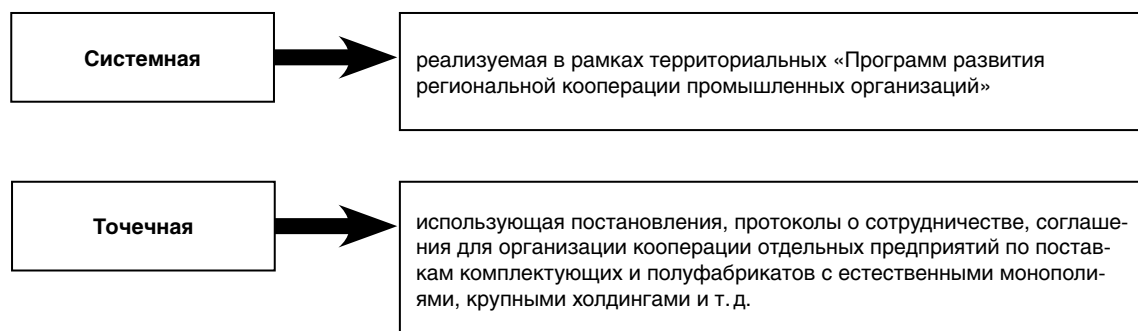 Системная
реализуемая в рамках территориальных «Программ развития
региональной кооперации промышленных организаций»
Точечная
использующая постановления, протоколы о сотрудничестве, соглаше-
ния для организации кооперации отдельных предприятий по постав-
кам комплектующих и полуфабрикатов с естественными монополи-
ями, крупными холдингами и т. д.